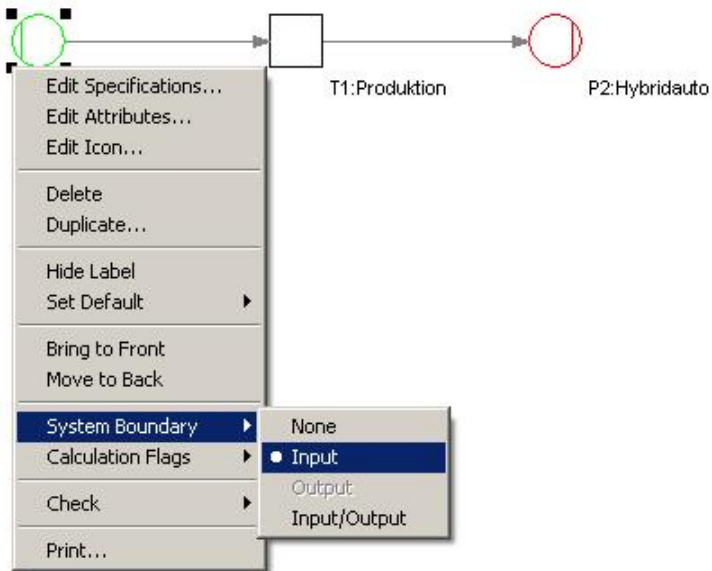 T1:Produktion
P2:Hybridauto
Edit Specifications...
Edit Attributes...
Edit Icon...
Delete
Duplicate...
Hide Label
Set Default
Bring to Front
Move to Back
System Boundary
Calculation Flags
Check
Print...
None
Input
Output
Input/Output